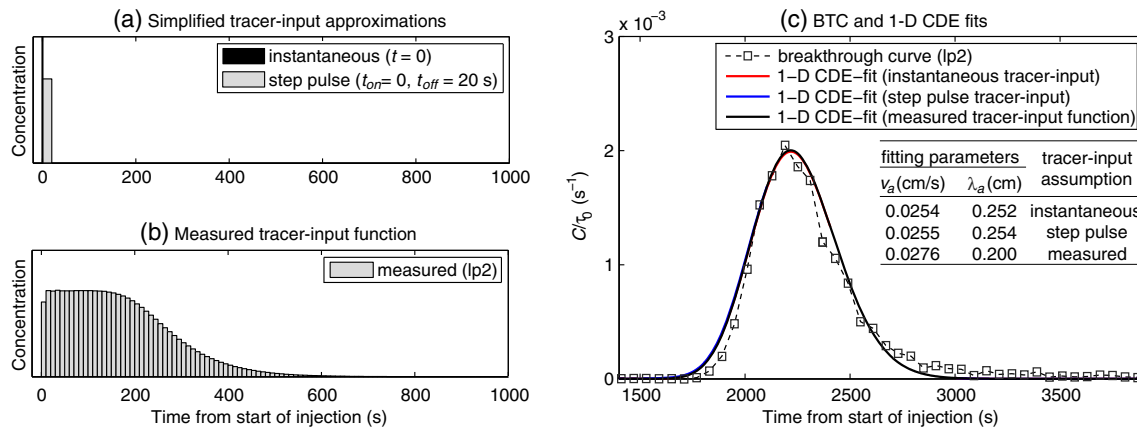 (a) Simplified tracer-input approximations
Concentration
instantaneous (t = 0)
step pulse (t_on = 0, t_off = 20 s)
0 200 400 600 800 1000
(b) Measured tracer-input function
Concentration
measured (lp2)
0 200 400 600 800 1000
Time from start of injection (s)
(c) BTC and 1-D CDE fits
x 10⁻³
3
2
1
0
C/τ₀ (s⁻¹)
breakthrough curve (lp2)
1-D CDE-fit (instantaneous tracer-input)
1-D CDE-fit (step pulse tracer-input)
1-D CDE-fit (measured tracer-input function)
fitting parameters tracer-input
v_a (cm/s) λ_a (cm) assumption
0.0254 0.252 instantaneous
0.0255 0.254 step pulse
0.0276 0.200 measured
1500 2000 2500 3000 3500
Time from start of injection (s)